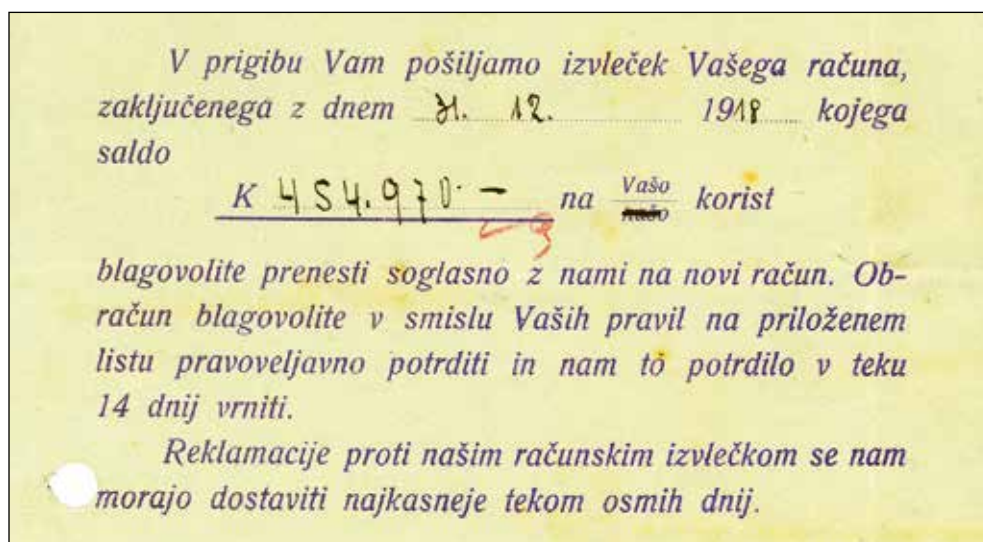 V prigibu Vam pošiljamo izvleček Vašega računa,
zaključenega z dnem 31. 12. 1918 kojega
saldo
K 454.970·— na Vašo našo korist
blagovolite prenesti soglasno z nami na novi račun. Ob-
račun blagovolite v smislu Vaših pravil na priloženem
listu pravoveljavno potrditi in nam to potrdilo v teku
14 dnij vrniti.
Reklamacije proti našim računskim izvlečkom se nam
morajo dostaviti najkasneje tekom osmih dnij.